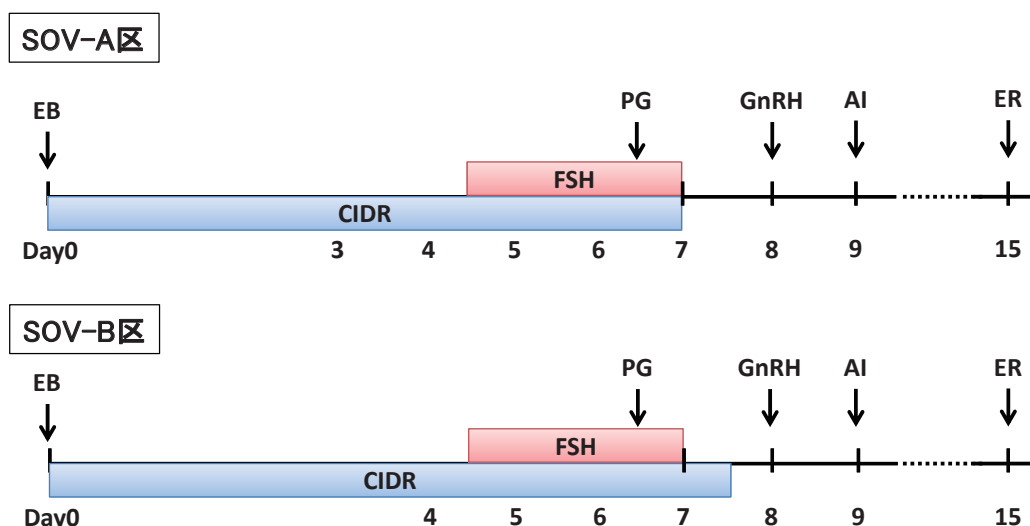 SOV-A区
EB PG GnRH AI ER
FSH
CIDR
Day0 3 4 5 6 7 8 9 15
SOV-B区
EB PG GnRH AI ER
FSH
CIDR
Day0 4 5 6 7 8 9 15